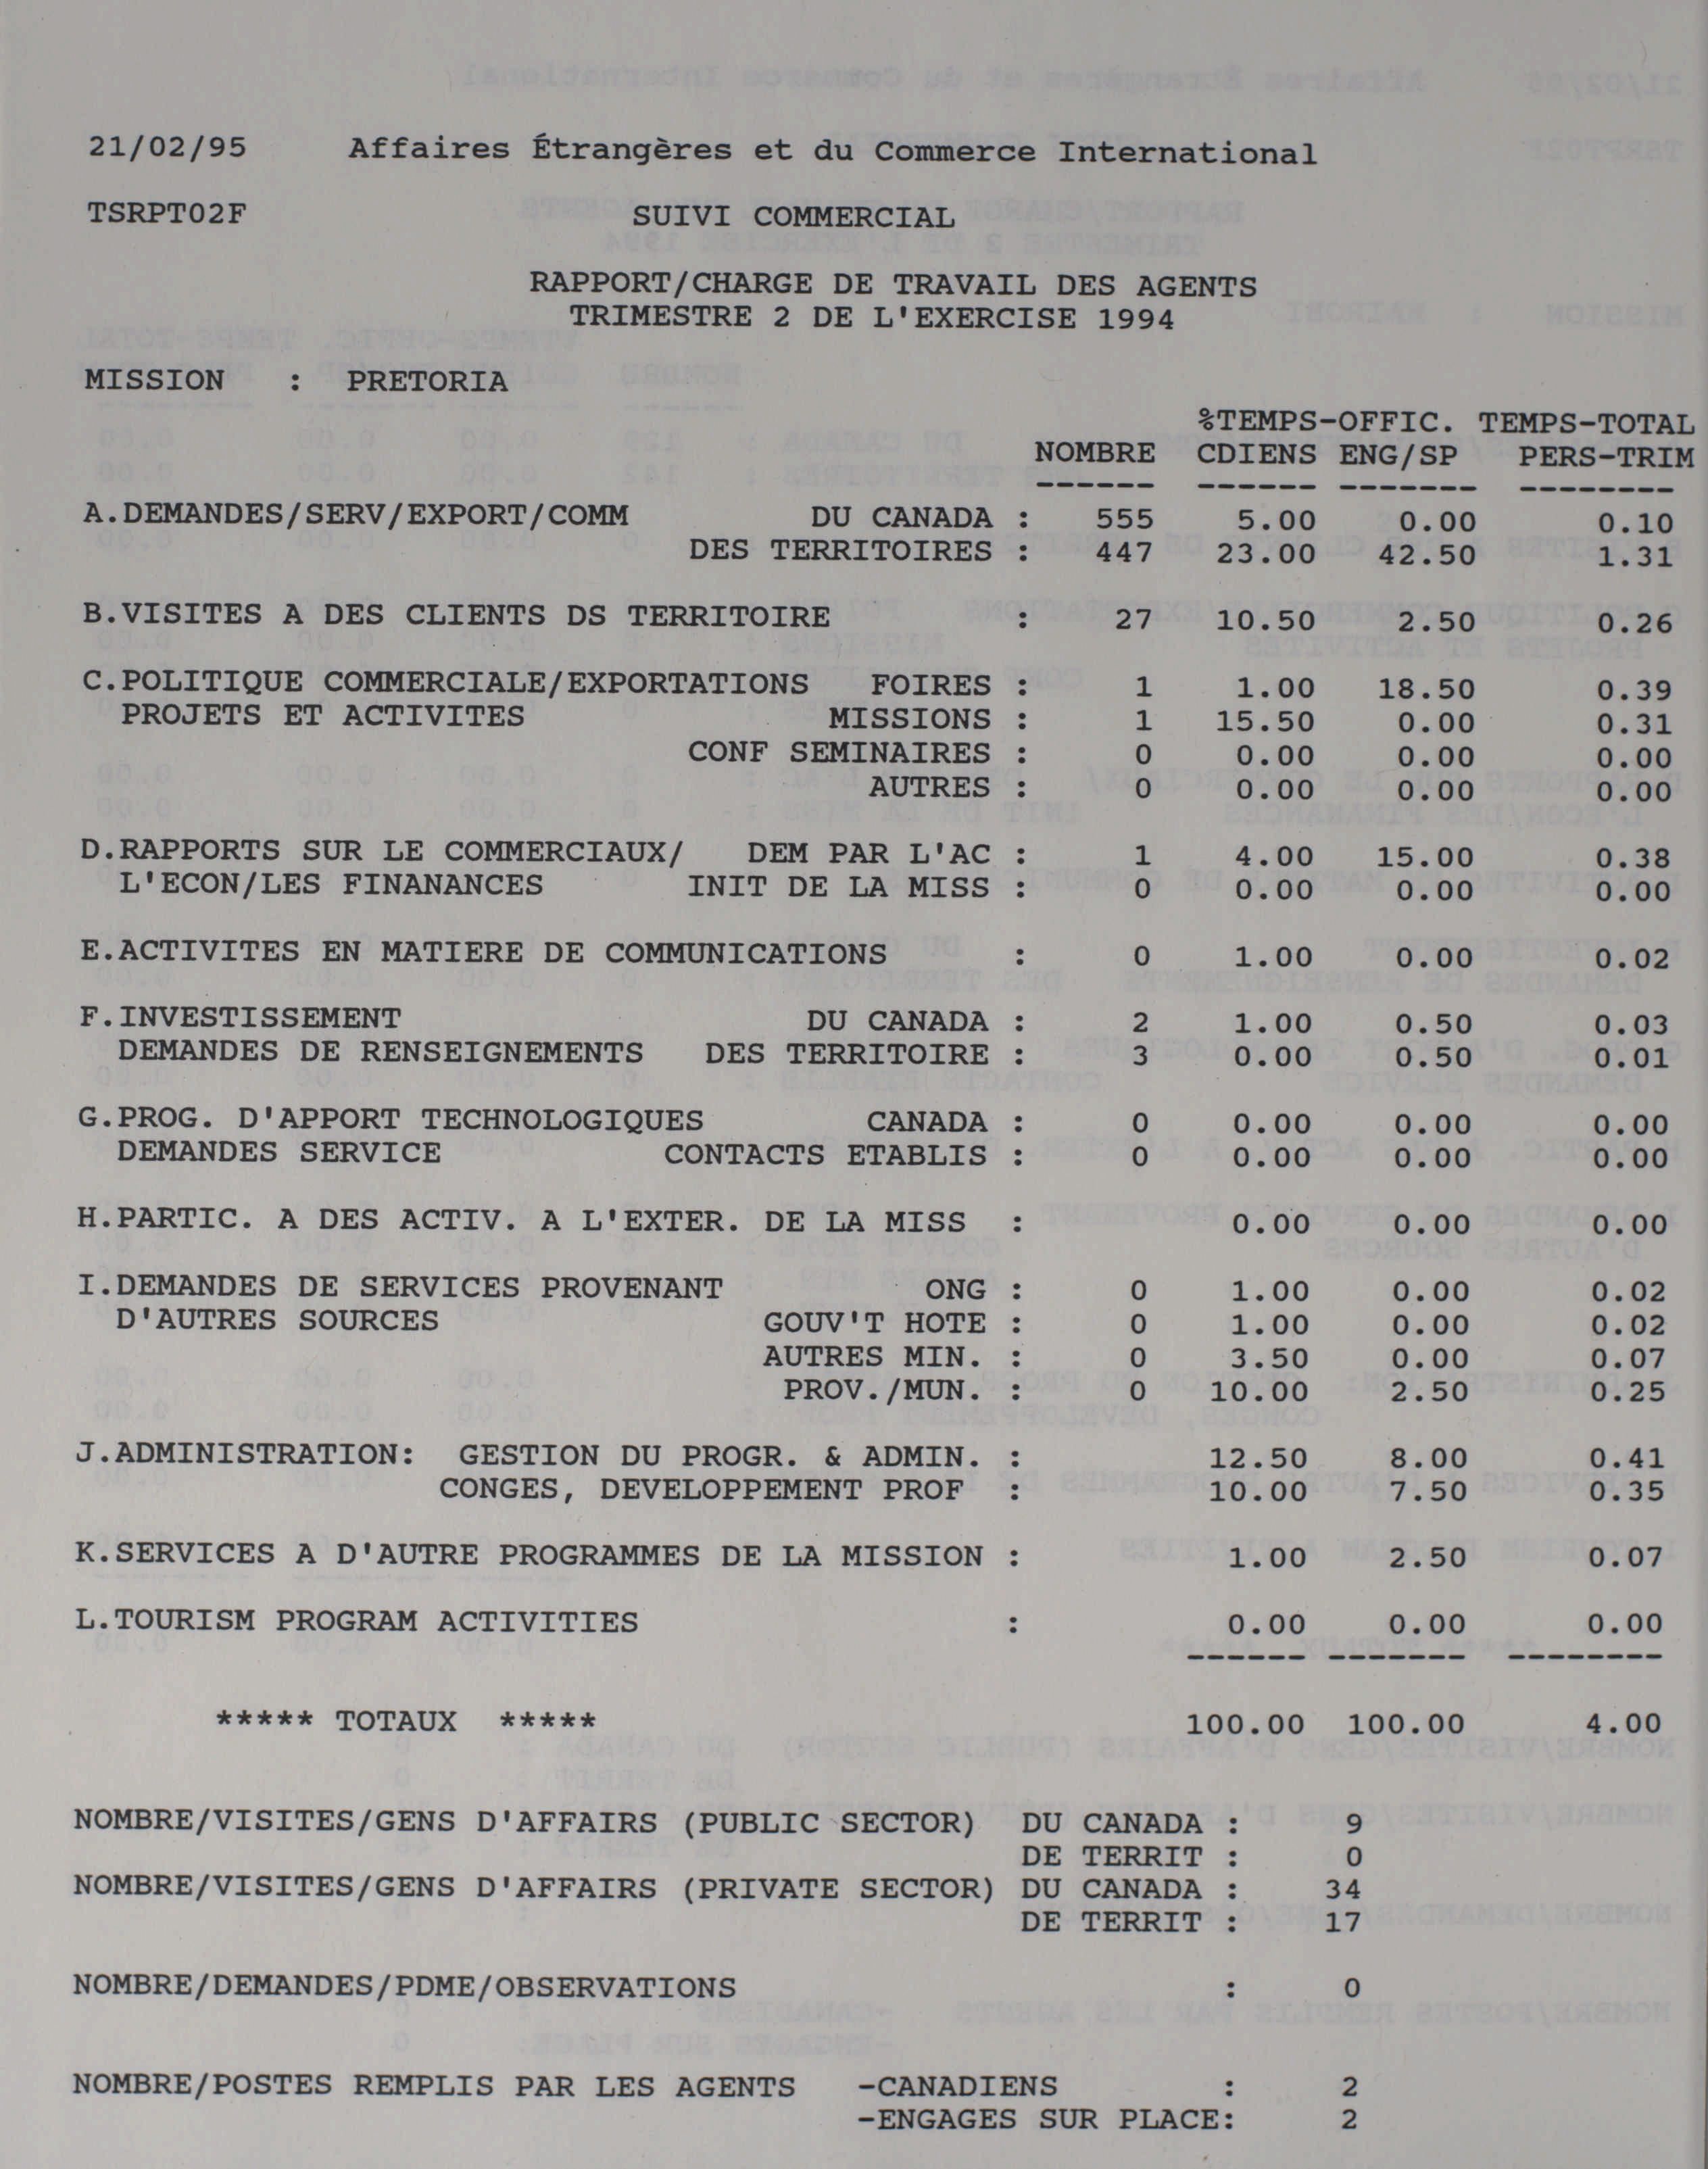 21/02/95 Affaires Étrangères et du Commerce International
TSRPT02F SUIVI COMMERCIAL
RAPPORT/CHARGE DE TRAVAIL DES AGENTS
TRIMESTRE 2 DE L'EXERCISE 1994
MISSION : PRETORIA
%TEMPS-OFFIC. TEMPS-TOTAL
NOMBRE CDIENS ENG/SP PERS-TRIM
------ ------ ------- --------
A.DEMANDES/SERV/EXPORT/COMM DU CANADA : 555 5.00 0.00 0.10
DES TERRITOIRES : 447 23.00 42.50 1.31
B.VISITES A DES CLIENTS DS TERRITOIRE : 27 10.50 2.50 0.26
C.POLITIQUE COMMERCIALE/EXPORTATIONS FOIRES : 1 1.00 18.50 0.39
PROJETS ET ACTIVITES MISSIONS : 1 15.50 0.00 0.31
CONF SEMINAIRES : 0 0.00 0.00 0.00
AUTRES : 0 0.00 0.00 0.00
D.RAPPORTS SUR LE COMMERCIAUX/ DEM PAR L'AC : 1 4.00 15.00 0.38
L'ECON/LES FINANANCES INIT DE LA MISS : 0 0.00 0.00 0.00
E.ACTIVITES EN MATIERE DE COMMUNICATIONS : 0 1.00 0.00 0.02
F.INVESTISSEMENT DU CANADA : 2 1.00 0.50 0.03
DEMANDES DE RENSEIGNEMENTS DES TERRITOIRE : 3 0.00 0.50 0.01
G.PROG. D'APPORT TECHNOLOGIQUES CANADA : 0 0.00 0.00 0.00
DEMANDES SERVICE CONTACTS ETABLIS : 0 0.00 0.00 0.00
H.PARTIC. A DES ACTIV. A L'EXTER. DE LA MISS : 0.00 0.00 0.00
I.DEMANDES DE SERVICES PROVENANT ONG : 0 1.00 0.00 0.02
D'AUTRES SOURCES GOUV'T HOTE : 0 1.00 0.00 0.02
AUTRES MIN. : 0 3.50 0.00 0.07
PROV./MUN. : 0 10.00 2.50 0.25
J.ADMINISTRATION: GESTION DU PROGR. & ADMIN. : 12.50 8.00 0.41
CONGES, DEVELOPPEMENT PROF : 10.00 7.50 0.35
K.SERVICES A D'AUTRE PROGRAMMES DE LA MISSION : 1.00 2.50 0.07
L.TOURISM PROGRAM ACTIVITIES : 0.00 0.00 0.00
------ ------- --------
***** TOTAUX ***** 100.00 100.00 4.00
NOMBRE/VISITES/GENS D'AFFAIRS (PUBLIC SECTOR) DU CANADA : 9
DE TERRIT : 0
NOMBRE/VISITES/GENS D'AFFAIRS (PRIVATE SECTOR) DU CANADA : 34
DE TERRIT : 17
NOMBRE/DEMANDES/PDME/OBSERVATIONS : 0
NOMBRE/POSTES REMPLIS PAR LES AGENTS -CANADIENS : 2
-ENGAGES SUR PLACE: 2